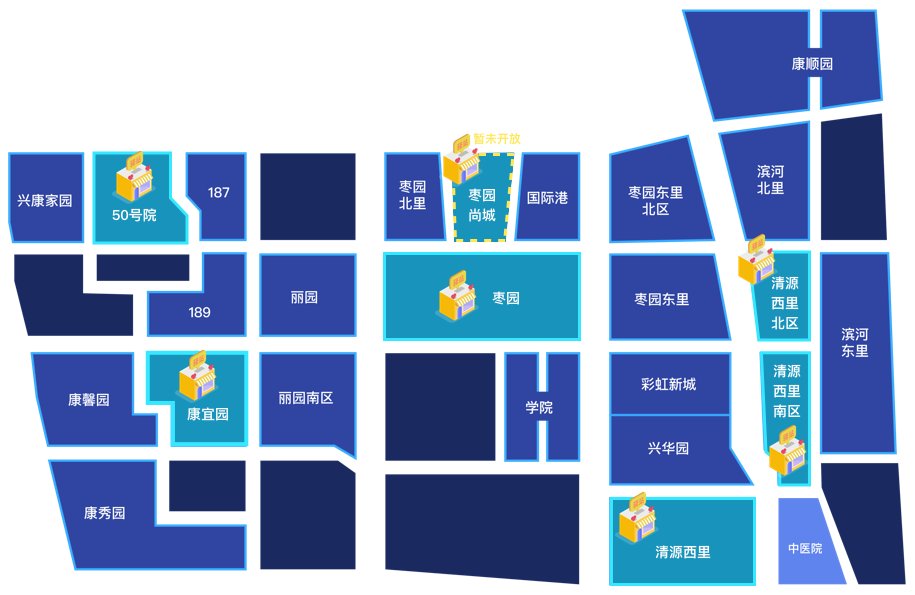 康顺园
暂未开放
兴康家园
50号院
187
枣园
北里
枣园
尚城
国际港
枣园东里
北区
滨河
北里
189
丽园
枣园
枣园东里
清源
西里
北区
滨河
东里
康馨园
康宜园
丽园南区
学院
彩虹新城
兴华园
清源
西里
南区
康秀园
清源西里
中医院